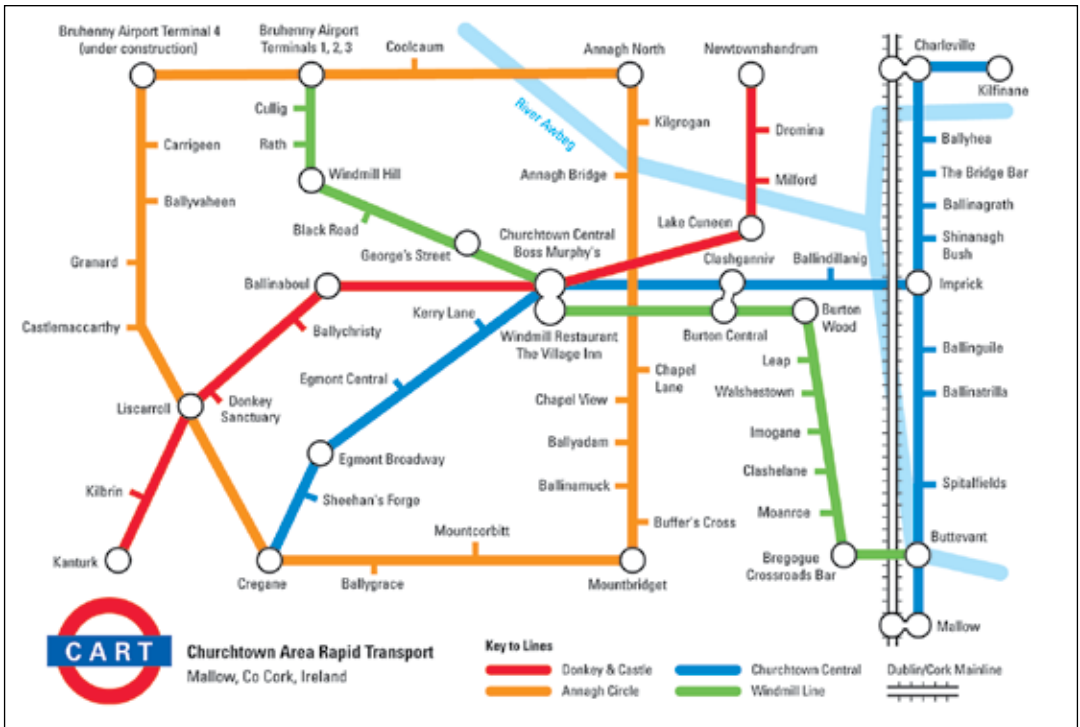 Bruhenny Airport Terminal 4
(under construction)
Bruhenny Airport
Terminals 1, 2, 3
Coolcaum
Annagh North
Newtownshandrum
Charleville
Kilfinane
Cullig
Rath
River Awbeg
Kilgrogan
Dromina
Carrigeen
Ballyhea
Windmill Hill
Annagh Bridge
Milford
The Bridge Bar
Ballyvaheen
Ballinagrath
Black Road
Lake Cuneen
Churchtown Central
Boss Murphy's
Shinanagh
Bush
George's Street
Granard
Clashganniv
Ballindillanig
Ballinaboul
Imprick
Kerry Lane
Burton
Wood
Castlemaccarthy
Ballychristy
Windmill Restaurant
The Village Inn
Burton Central
Ballinguile
Leap
Chapel
Lane
Egmont Central
Walshestown
Ballinatrilla
Liscarroll
Donkey
Sanctuary
Chapel View
Imogane
Ballyadam
Egmont Broadway
Clashelane
Kilbrin
Ballinamuck
Spitalfields
Sheehan's Forge
Moanroe
Buffer's Cross
Mountcorbitt
Buttevant
Kanturk
Cregane
Ballygrace
Mountbridget
Bregogue
Crossroads Bar
Mallow
CART
Churchtown Area Rapid Transport
Mallow, Co Cork, Ireland
Key to Lines
Donkey & Castle
Churchtown Central
Dublin/Cork Mainline
Annagh Circle
Windmill Line